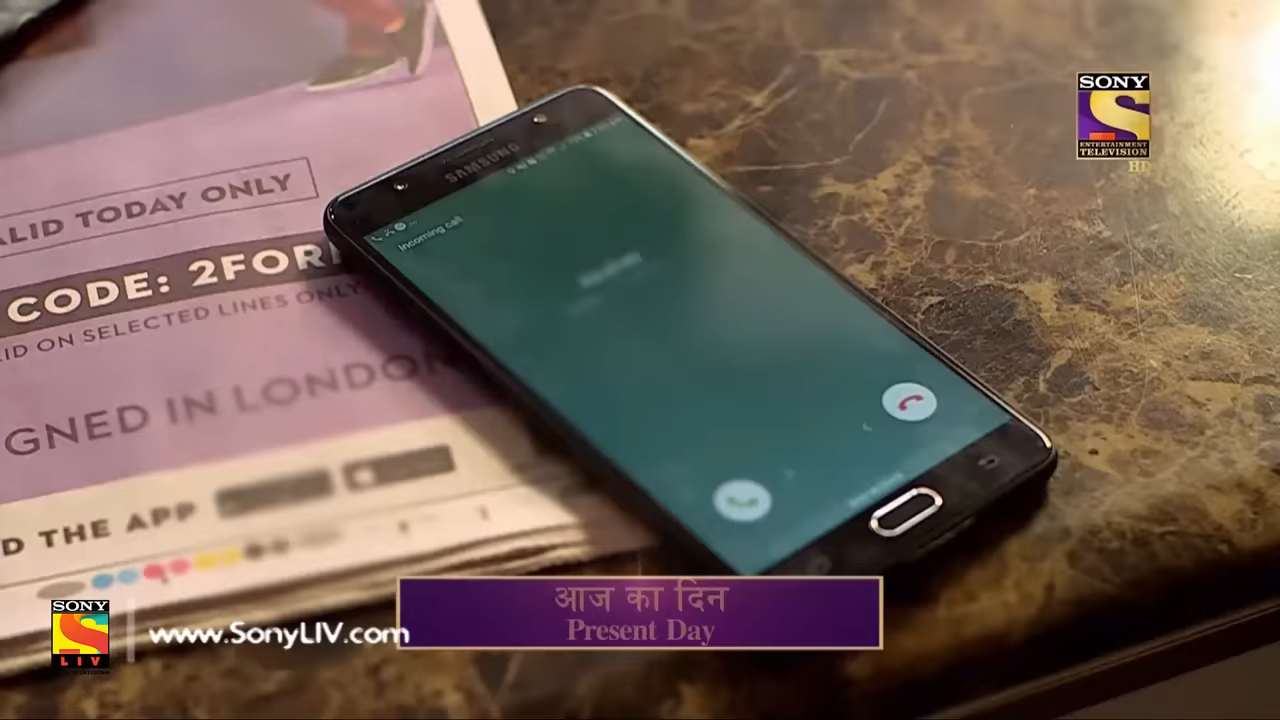 SONY
ENTERTAINMENT
TELEVISION
HD
SAMSUNG
Incoming call
ALID TODAY ONLY
CODE: 2FOR
ID ON SELECTED LINES ONLY
GNED IN LONDON
D THE APP
आज का दिन
Present Day
SONY
LIV
www.SonyLIV.com